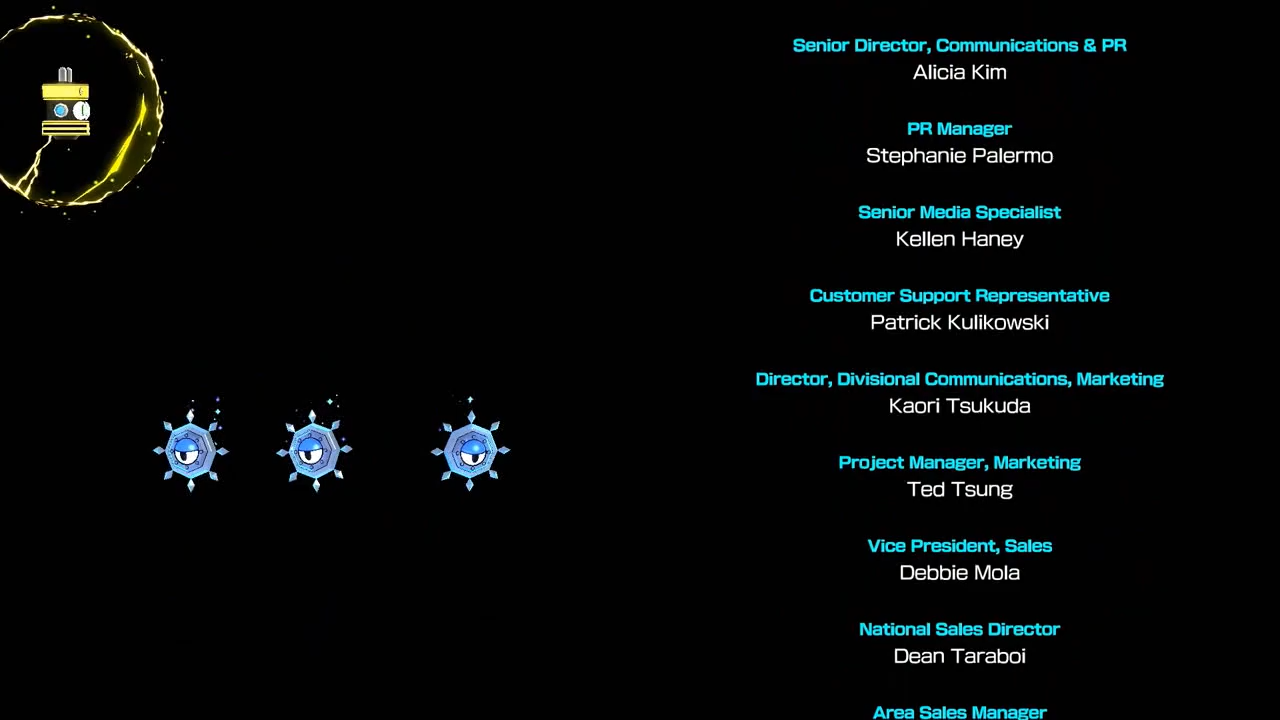 Senior Director, Communications & PR
Alicia Kim
PR Manager
Stephanie Palermo
Senior Media Specialist
Kellen Haney
Customer Support Representative
Patrick Kulikowski
Director, Divisional Communications, Marketing
Kaori Tsukuda
Project Manager, Marketing
Ted Tsung
Vice President, Sales
Debbie Mola
National Sales Director
Dean Taraboi
Area Sales Manager